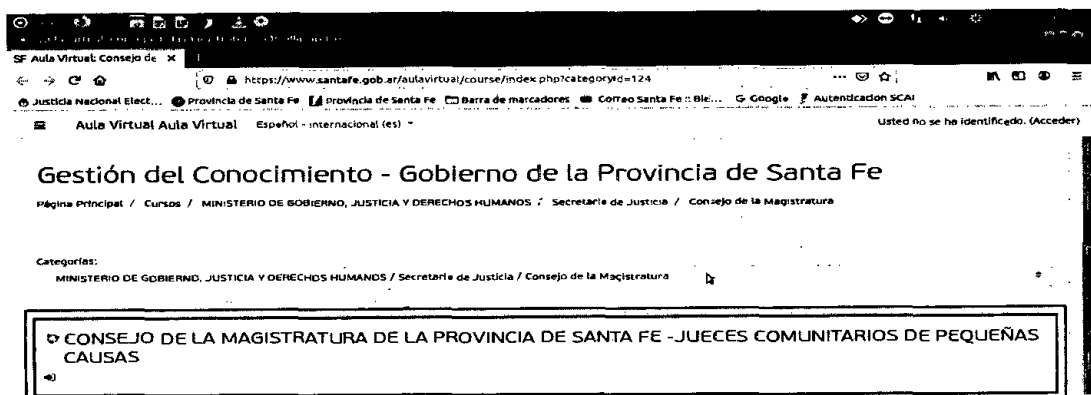 SF Aula Virtual: Consejo de ×
https://www.santafe.gob.ar/aulavirtual/course/index.php?categoryid=124
Justicia Nacional Elect... Provincia de Santa Fe Provincia de Santa Fe Barra de marcadores Correo Santa Fe :: Bie... Google Autenticacion SCAI
Aula Virtual Aula Virtual Español - internacional (es) Usted no se ha identificado. (Acceder)
Gestión del Conocimiento - Gobierno de la Provincia de Santa Fe
Página Principal / Cursos / MINISTERIO DE GOBIERNO, JUSTICIA Y DERECHOS HUMANOS / Secretaría de Justicia / Consejo de la Magistratura
Categorías:
MINISTERIO DE GOBIERNO, JUSTICIA Y DERECHOS HUMANOS / Secretaría de Justicia / Consejo de la Magistratura
CONSEJO DE LA MAGISTRATURA DE LA PROVINCIA DE SANTA FE -JUECES COMUNITARIOS DE PEQUEÑAS
CAUSAS